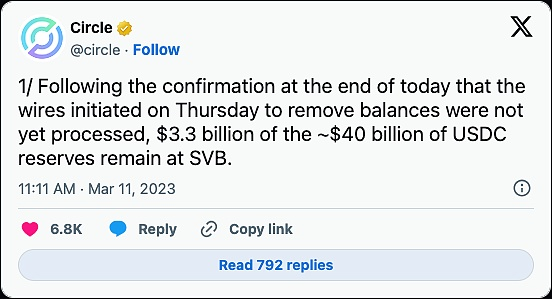 Circle
@circle · Follow
1/ Following the confirmation at the end of today that the
wires initiated on Thursday to remove balances were not
yet processed, $3.3 billion of the ~$40 billion of USDC
reserves remain at SVB.
11:11 AM · Mar 11, 2023
6.8K Reply Copy link
Read 792 replies